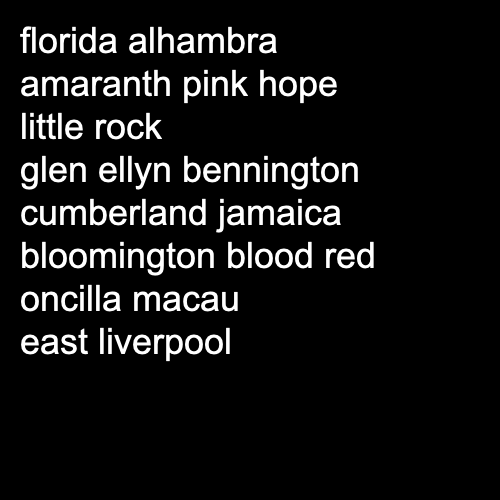 florida alhambra
amaranth pink hope
little rock
glen ellyn bennington
cumberland jamaica
bloomington blood red
oncilla macau
east liverpool